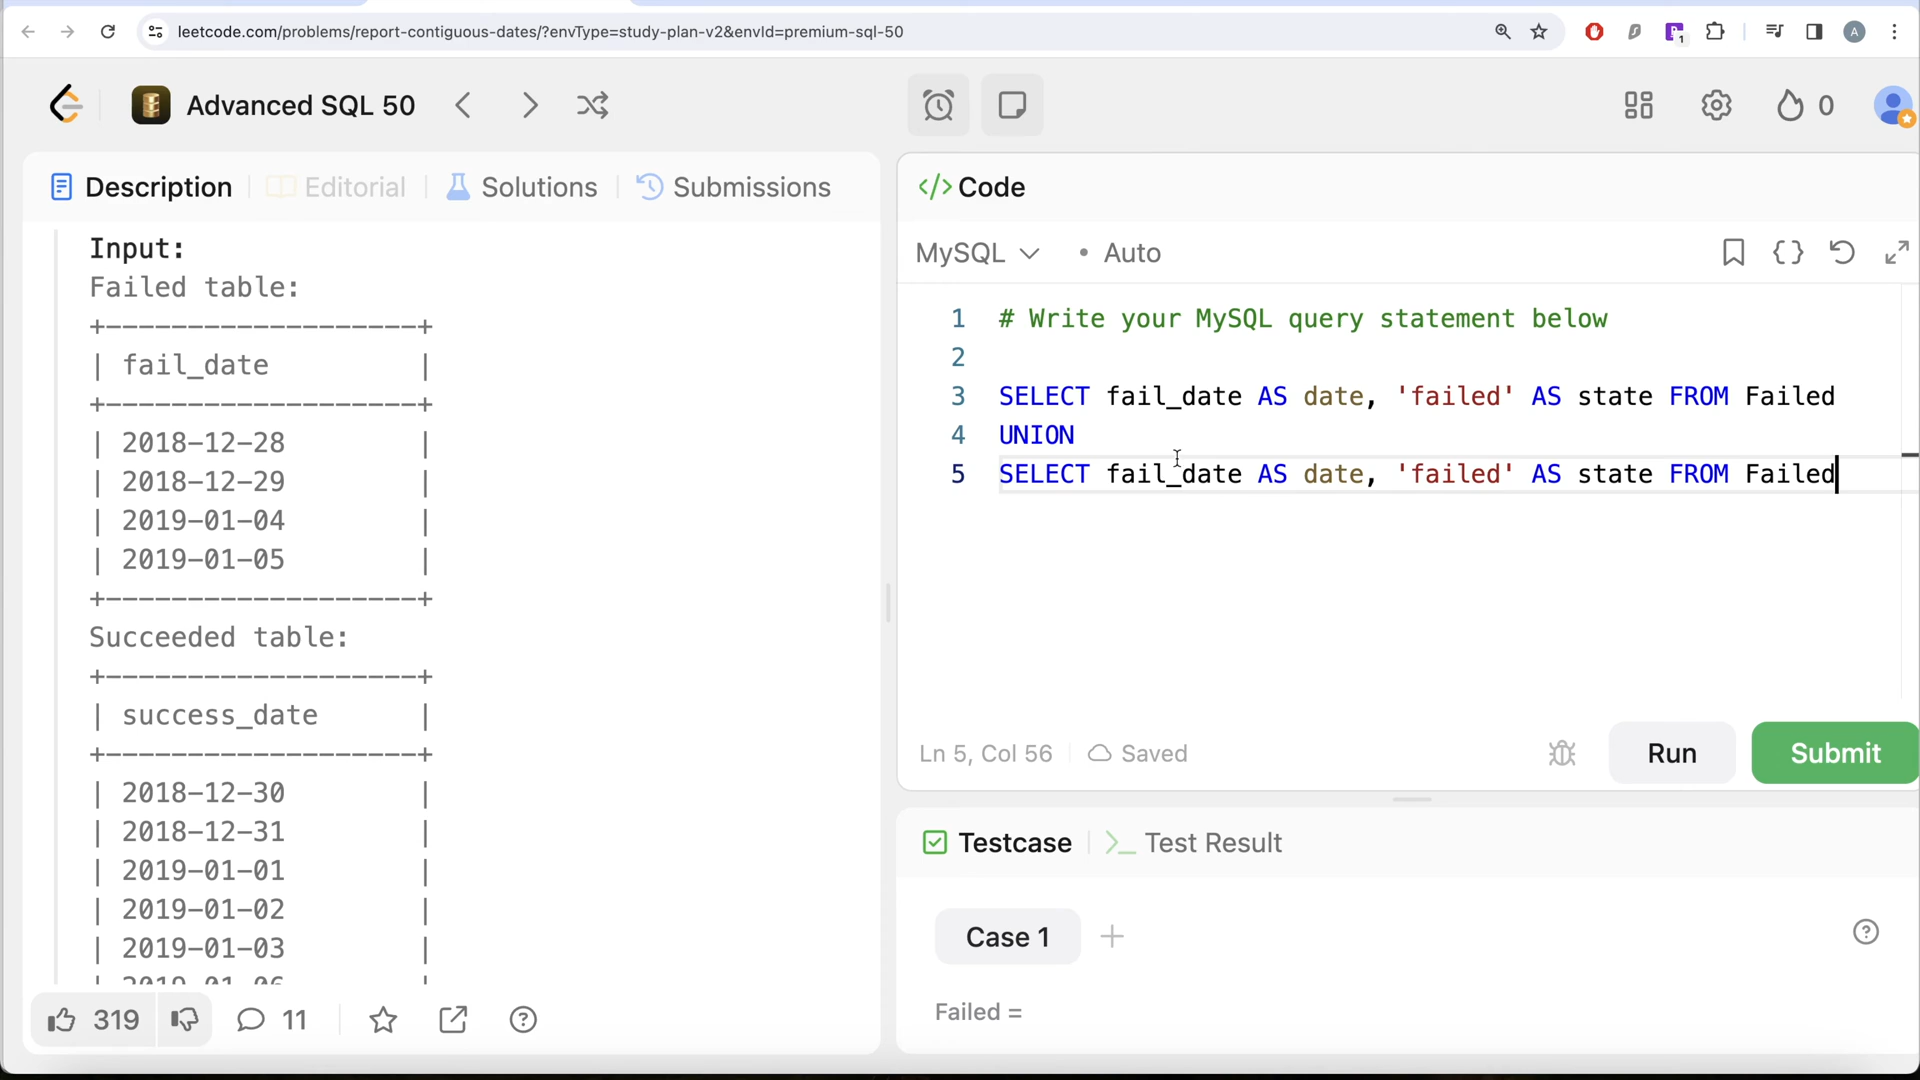 leetcode.com/problems/report-contiguous-dates/?envType=study-plan-v2&envId=premium-sql-50
1
A
Advanced SQL 50
0
Description
Editorial
Solutions
Submissions
Input:
Failed table:
+--------------------+
| fail_date |
+--------------------+
| 2018-12-28 |
| 2018-12-29 |
| 2019-01-04 |
| 2019-01-05 |
+--------------------+
Succeeded table:
+--------------------+
| success_date |
+--------------------+
| 2018-12-30 |
| 2018-12-31 |
| 2019-01-01 |
| 2019-01-02 |
| 2019-01-03 |
319
11
</> Code
MySQL
• Auto
1 # Write your MySQL query statement below
2
3 SELECT fail_date AS date, 'failed' AS state FROM Failed
4 UNION
5 SELECT fail_date AS date, 'failed' AS state FROM Failed
Ln 5, Col 56
Saved
Run
Submit
Testcase
>_ Test Result
Case 1
+
Failed =